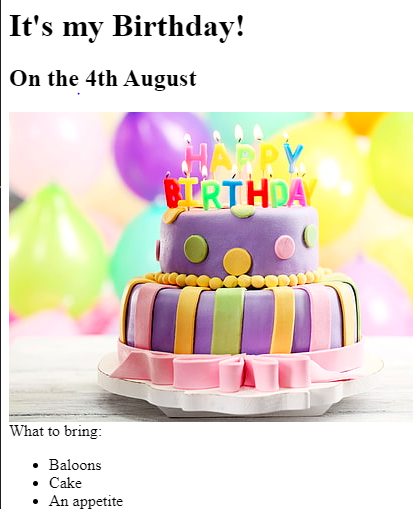 It's my Birthday!
On the 4th August
HAPPY
BIRTHDAY
What to bring:
Baloons
Cake
An appetite